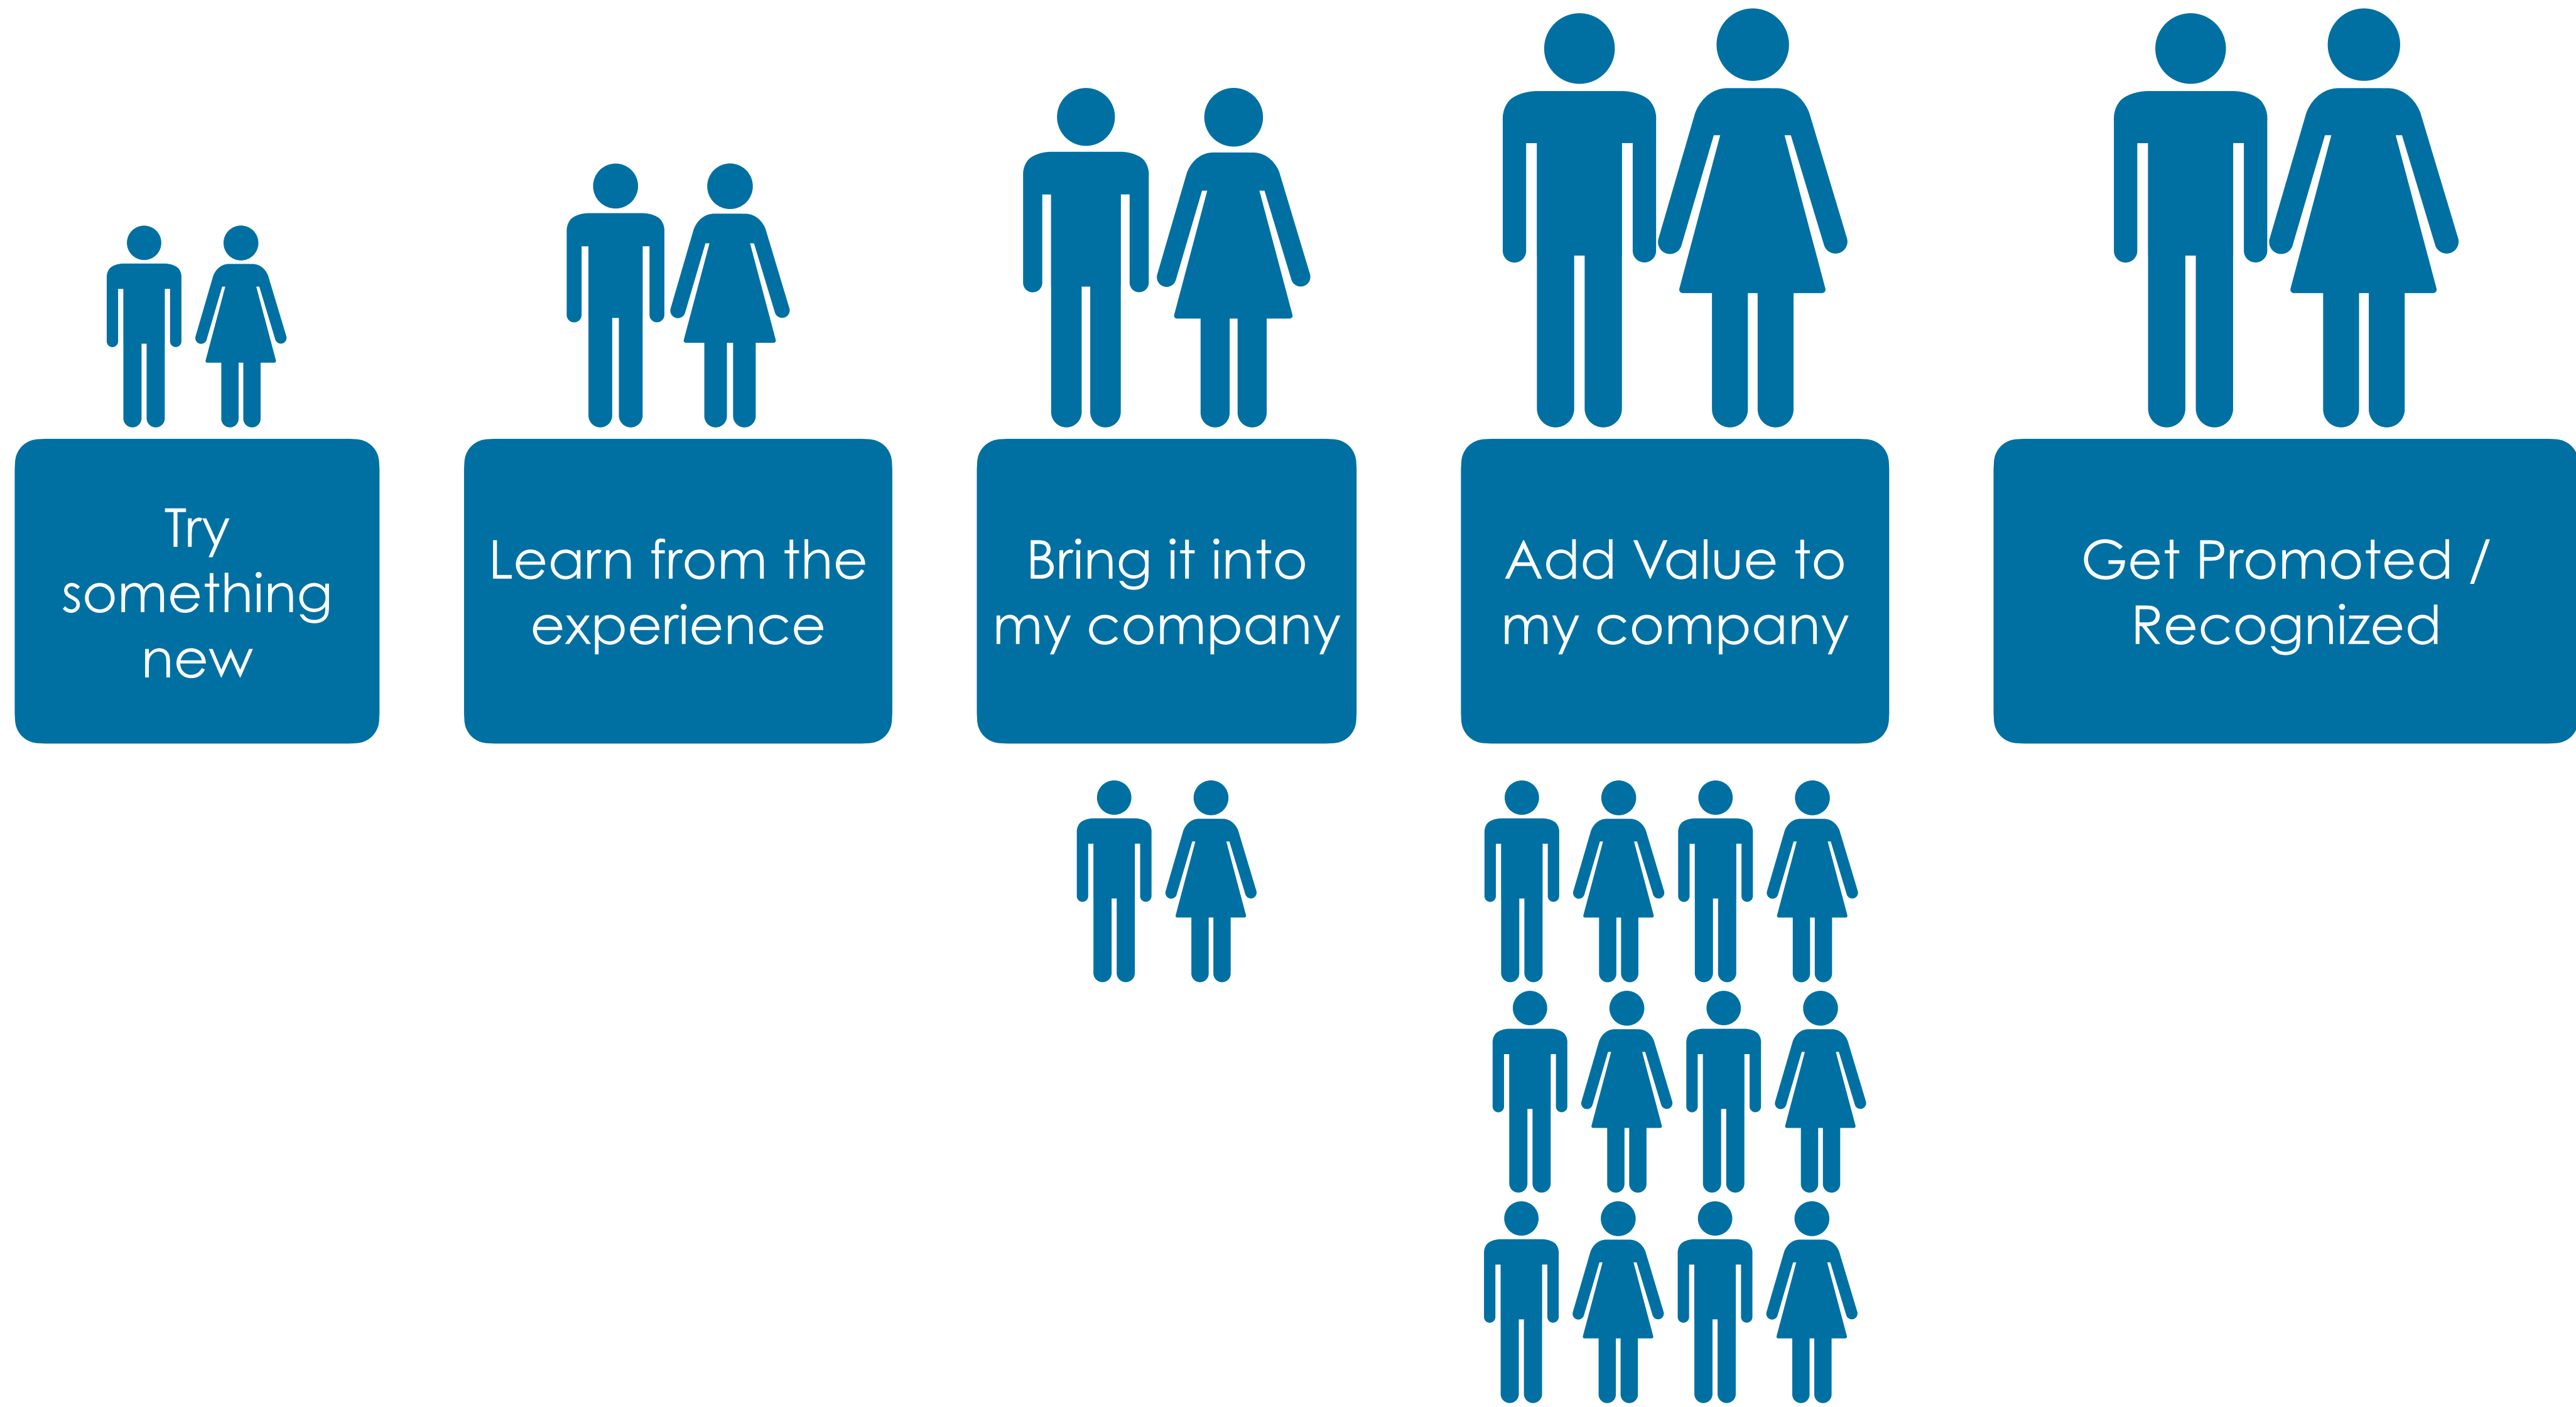 Try
something
new
Learn from the
experience
Bring it into
my company
Add Value to
my company
Get Promoted /
Recognized